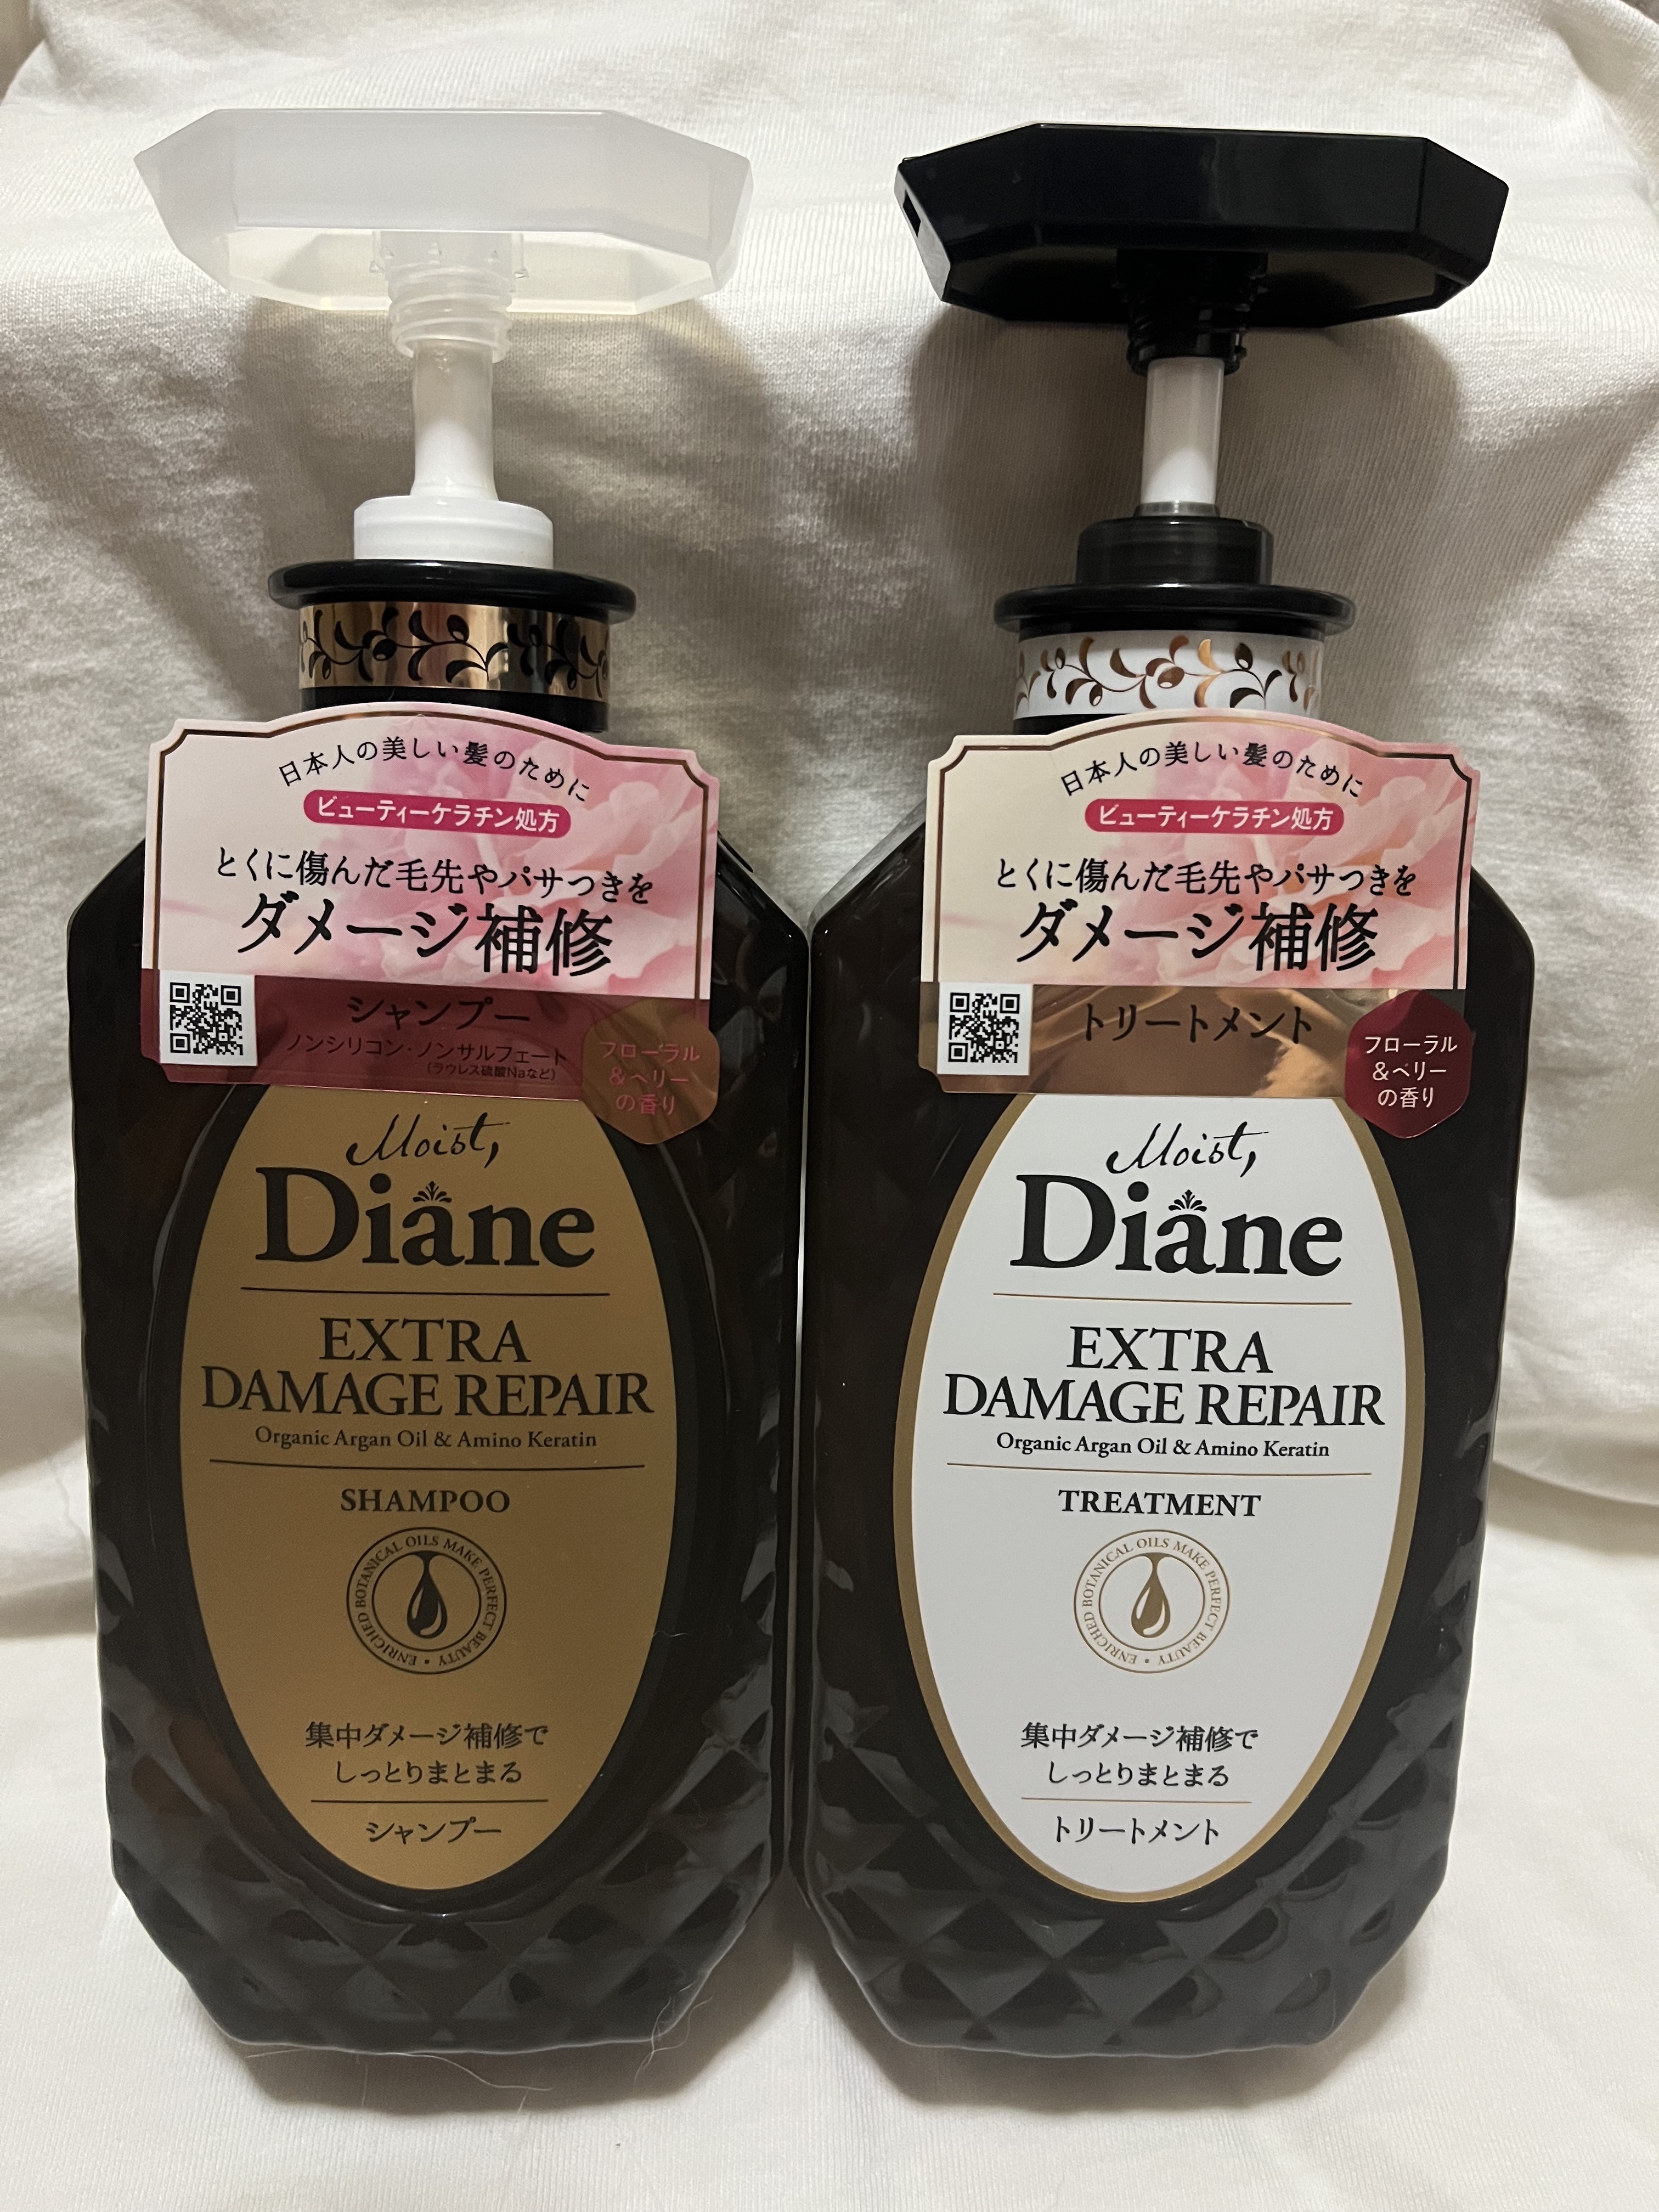 日本人の美しい髪のために
ビューティーケラチン処方
とくに傷んだ毛先やパサつきを
ダメージ補修
シャンプー
ノンシリコン・ノンサルフェート
(ラウレス硫酸Naなど)
フローラル
&ベリー
の香り
Moist,
Diane
EXTRA
DAMAGE REPAIR
Organic Argan Oil & Amino Keratin
SHAMPOO
ENRICHED BOTANICAL OILS MAKE PERFECT BEAUTY •
集中ダメージ補修で
しっとりまとまる
シャンプー
日本人の美しい髪のために
ビューティーケラチン処方
とくに傷んだ毛先やパサつきを
ダメージ補修
トリートメント
フローラル
&ベリー
の香り
Moist,
Diane
EXTRA
DAMAGE REPAIR
Organic Argan Oil & Amino Keratin
TREATMENT
ENRICHED BOTANICAL OILS MAKE PERFECT BEAUTY •
集中ダメージ補修で
しっとりまとまる
トリートメント